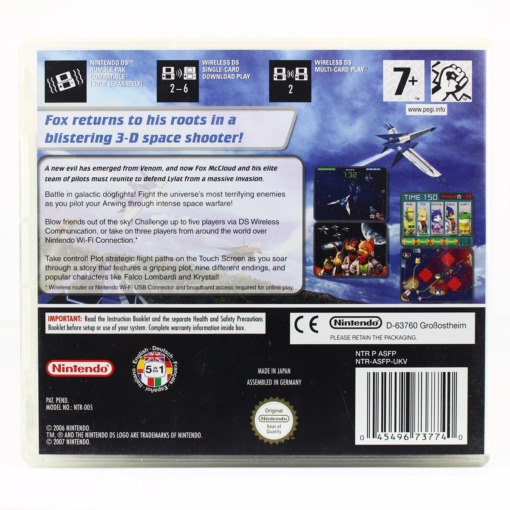 NINTENDO DS™
RUMBLE PAK
COMPATIBLE
(SOLD SEPARATELY)
WIRELESS DS
SINGLE-CARD
DOWNLOAD PLAY
2–6
WIRELESS DS
MULTI-CARD PLAY
2
7+
www.pegi.info
Fox returns to his roots in a
blistering 3-D space shooter!
A new evil has emerged from Venom, and now Fox McCloud and his elite
team of pilots must reunite to defend Lylat from a massive invasion.
Battle in galactic dogfights! Fight the universe's most terrifying enemies
as you pilot your Arwing through intense space warfare!
Blow friends out of the sky! Challenge up to five players via DS Wireless
Communication, or take on three players from around the world over
Nintendo Wi-Fi Connection.*
Take control! Plot strategic flight paths on the Touch Screen as you soar
through a story that features a gripping plot, nine different endings, and
popular characters like Falco Lombardi and Krystal!
* Wireless router or Nintendo Wi-Fi USB Connector and broadband access required for online play.
132
TIME 150
IMPORTANT: Read the Instruction Booklet and the separate Health and Safety Precautions
Booklet before setup or use of your system. Complete warranty information inside box.
CE
Nintendo
D-63760 Großostheim
PLEASE RETAIN THE PACKAGING.
Nintendo
English • Deutsch
5 IN 1
MADE IN JAPAN
ASSEMBLED IN GERMANY
NTR P ASFP
NTR-ASFP-UKV
PAT. PEND.
MODEL NO.: NTR-005
Original
Nintendo
Seal of
Quality
© 2006 NINTENDO
TM, ® AND THE NINTENDO DS LOGO ARE TRADEMARKS OF NINTENDO.
© 2007 NINTENDO.
0 45496 73774 0